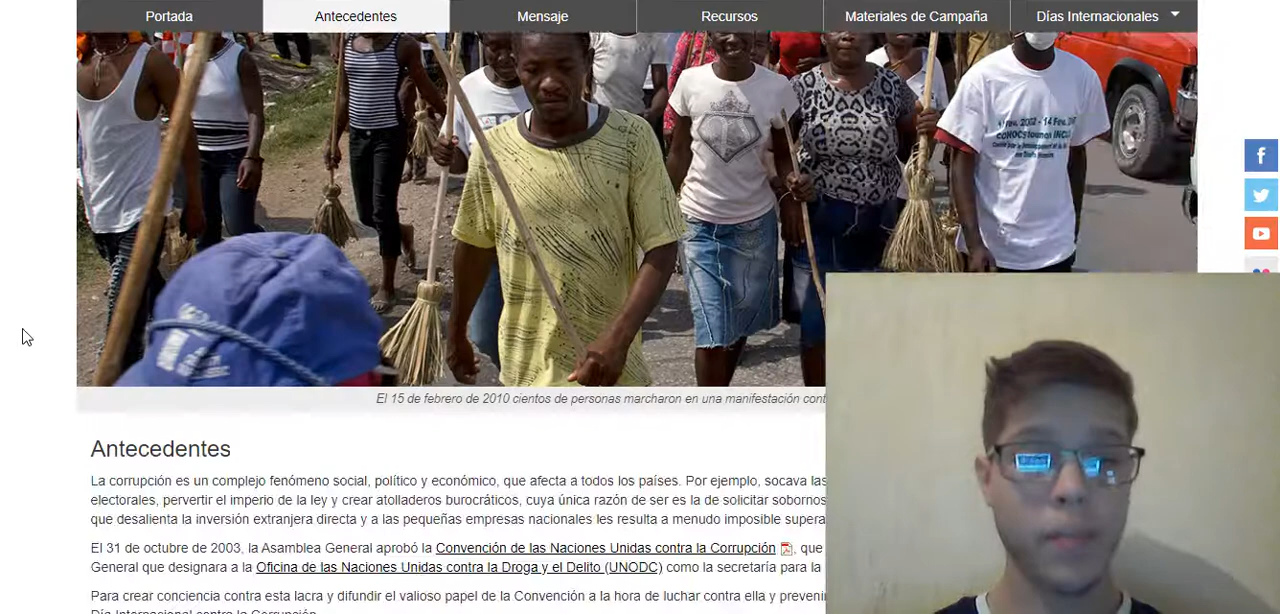 Portada Antecedentes Mensaje Recursos Materiales de Campaña Días Internacionales
CONOCE
El 15 de febrero de 2010 cientos de personas marcharon en una manifestación cont
Antecedentes
La corrupción es un complejo fenómeno social, político y económico, que afecta a todos los países. Por ejemplo, socava las
electorales, pervertir el imperio de la ley y crear atolladeros burocráticos, cuya única razón de ser es la de solicitar sobornos
que desalienta la inversión extranjera directa y a las pequeñas empresas nacionales les resulta a menudo imposible supera
El 31 de octubre de 2003, la Asamblea General aprobó la Convención de las Naciones Unidas contra la Corrupción , que
General que designara a la Oficina de las Naciones Unidas contra la Droga y el Delito (UNODC) como la secretaría para la
Para crear conciencia contra esta lacra y difundir el valioso papel de la Convención a la hora de luchar contra ella y preveni
Día Internacional contra la Corrupción